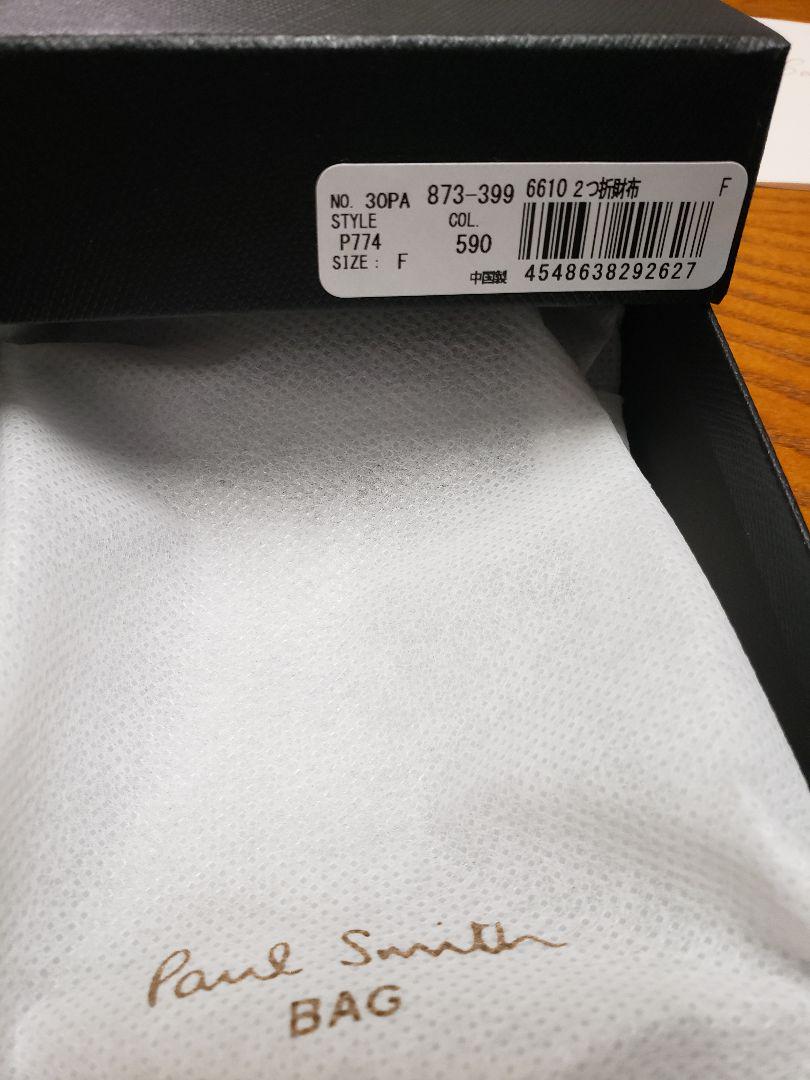 NO. 30PA 873-399 6610 2つ折財布 F
STYLE COL.
P774 590
SIZE: F 中国製 4548638292627
Paul Smith
BAG